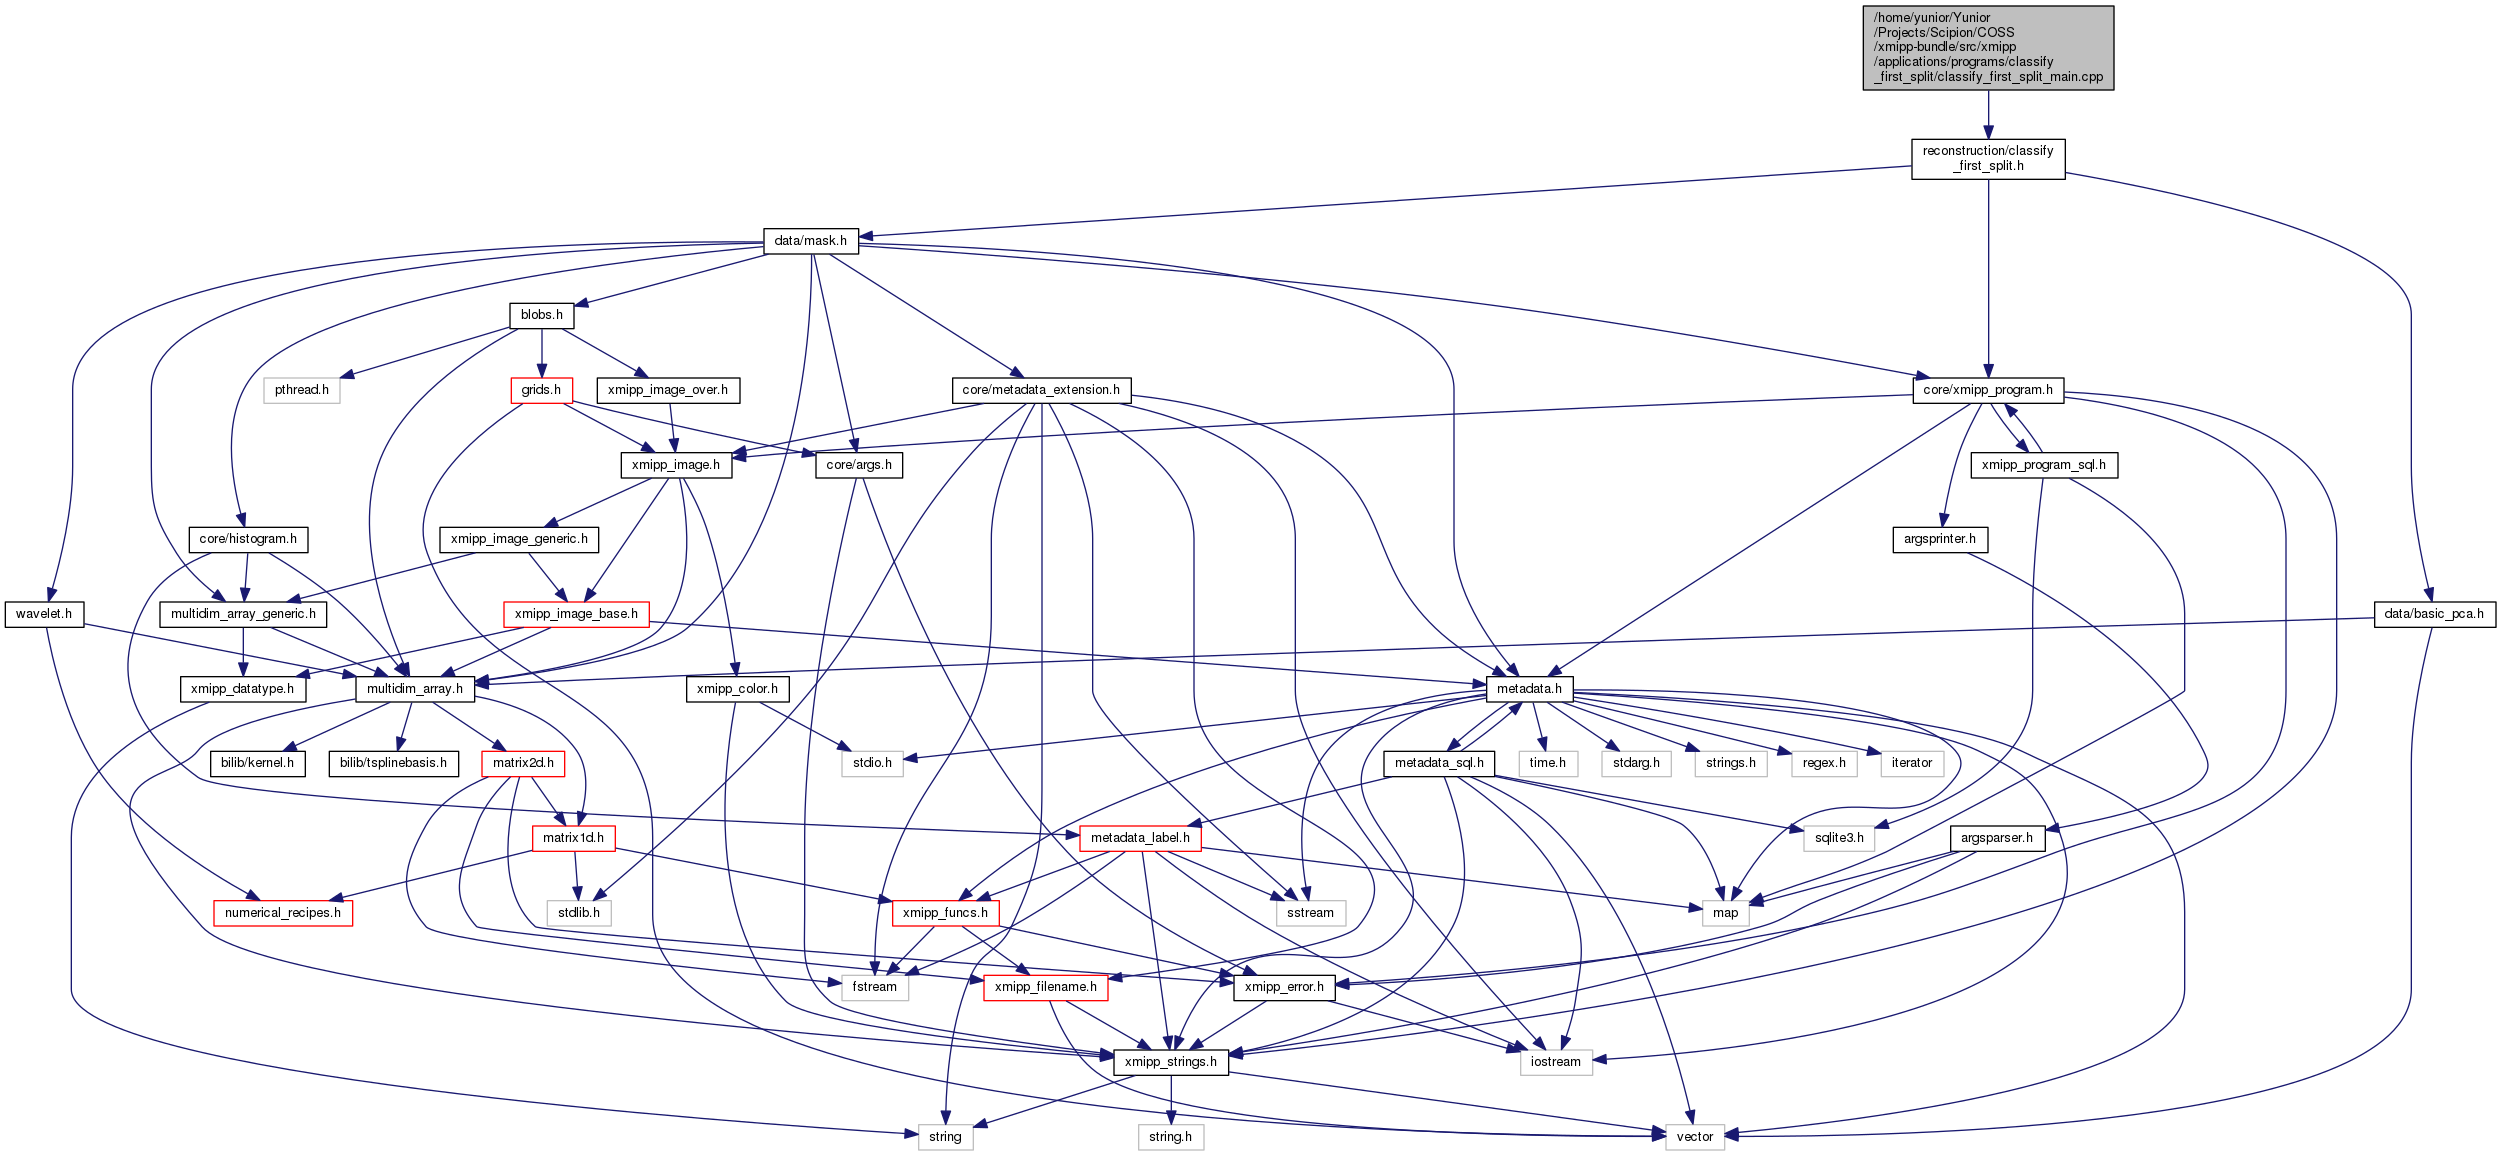 /home/yunior/Yunior
/Projects/Scipion/COSS
/xmipp-bundle/src/xmipp
/applications/programs/classify
_first_split/classify_first_split_main.cpp
reconstruction/classify
_first_split.h
data/mask.h
blobs.h
pthread.h
grids.h
xmipp_image_over.h
core/metadata_extension.h
core/xmipp_program.h
xmipp_image.h
core/args.h
xmipp_program_sql.h
core/histogram.h
xmipp_image_generic.h
argsprinter.h
wavelet.h
multidim_array_generic.h
xmipp_image_base.h
data/basic_pca.h
xmipp_datatype.h
multidim_array.h
xmipp_color.h
metadata.h
bilib/kernel.h
bilib/tsplinebasis.h
matrix2d.h
stdio.h
metadata_sql.h
time.h
stdarg.h
strings.h
regex.h
iterator
matrix1d.h
metadata_label.h
sqlite3.h
argsparser.h
numerical_recipes.h
stdlib.h
xmipp_funcs.h
sstream
map
fstream
xmipp_filename.h
xmipp_error.h
xmipp_strings.h
iostream
string
string.h
vector